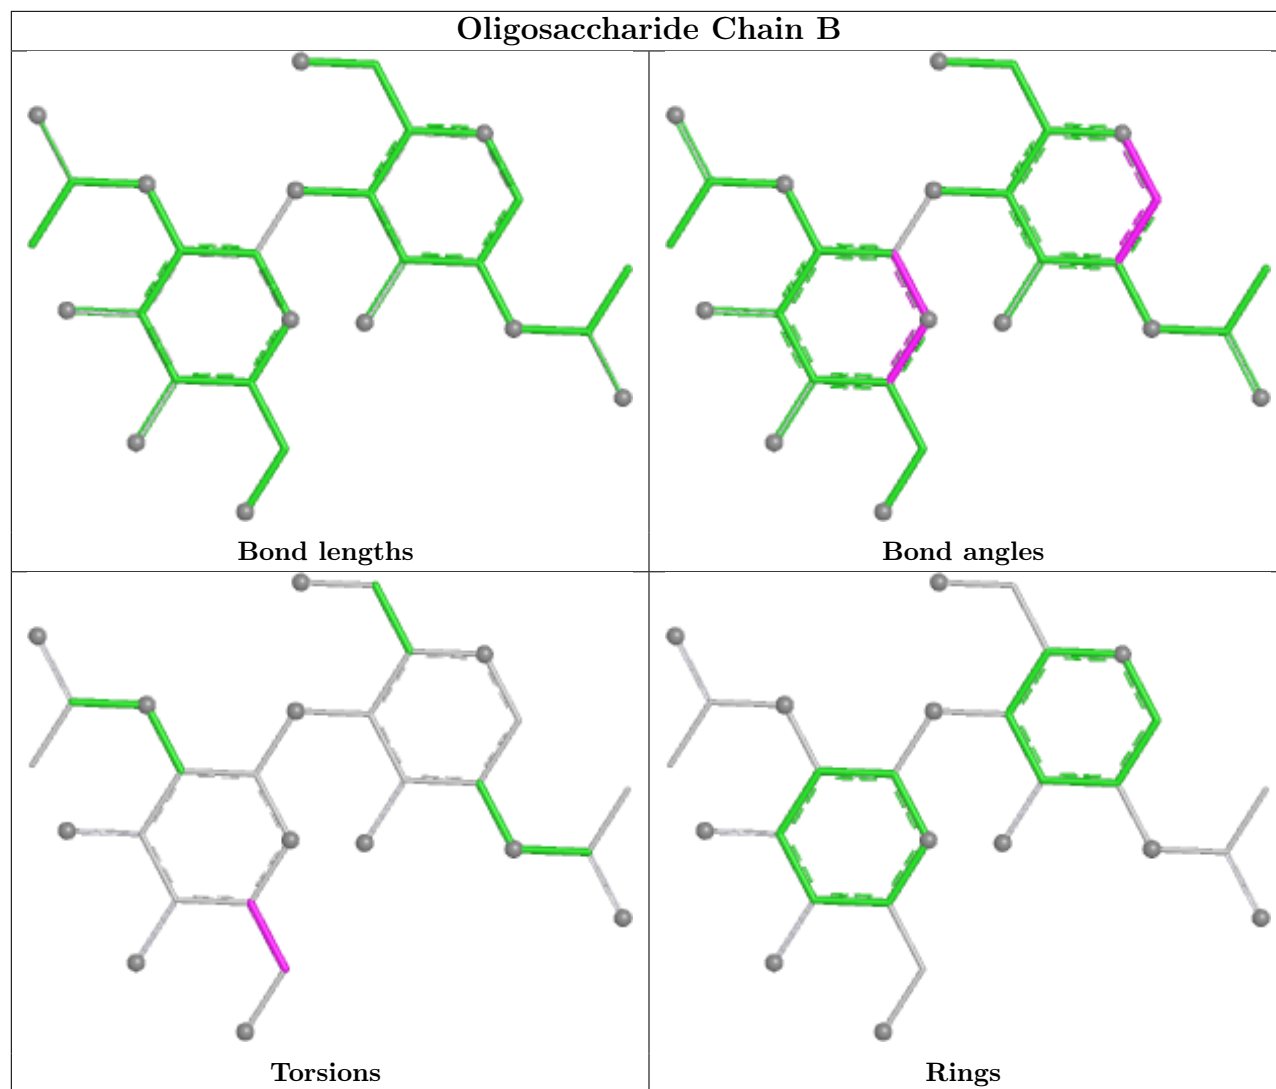 Oligosaccharide Chain B
Bond lengths
Bond angles
Torsions
Rings